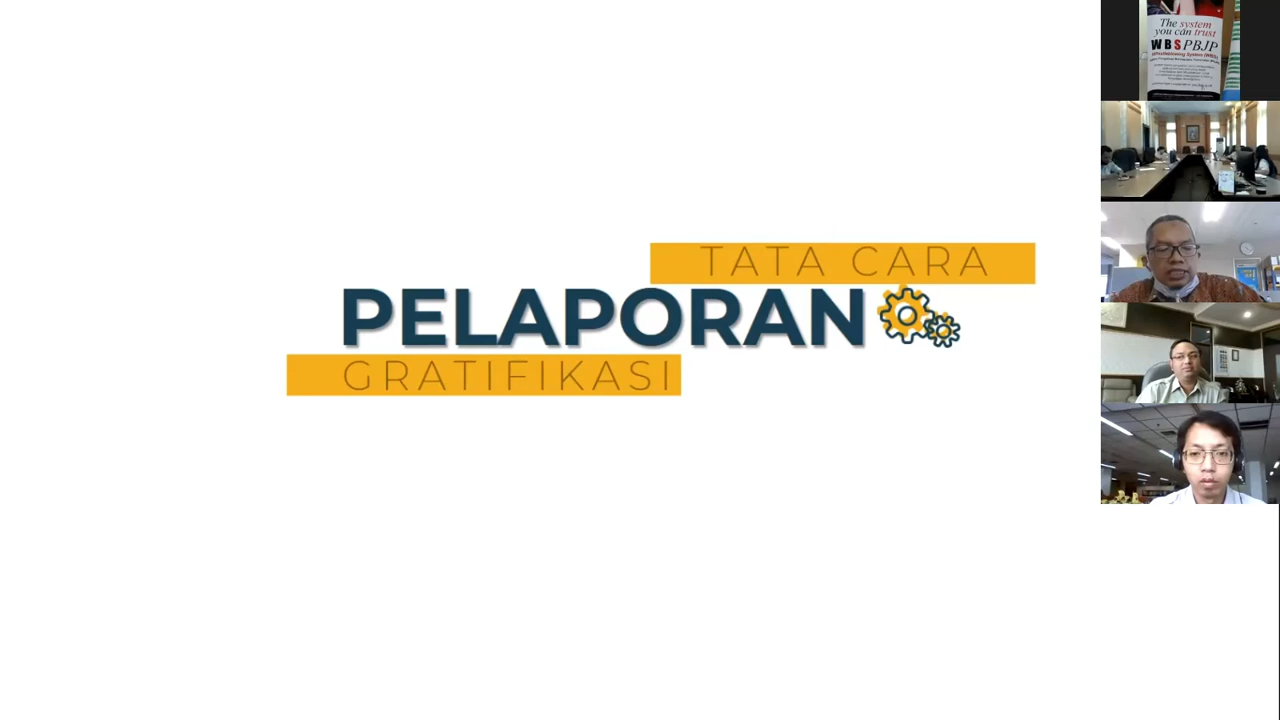 TATA CARA
PELAPORAN
GRATIFIKASI
The system
you can trust
WBS PBJP